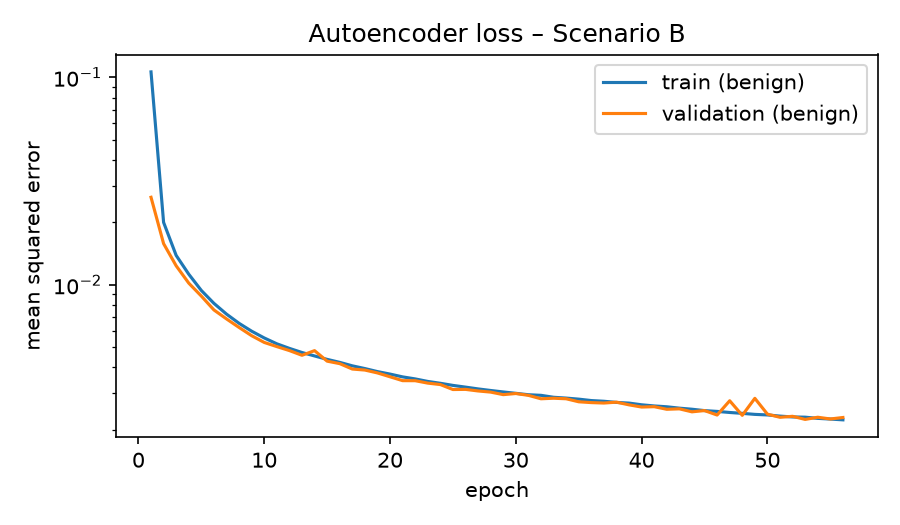 Autoencoder loss – Scenario B
train (benign)
validation (benign)
mean squared error
10⁻¹
10⁻²
0 10 20 30 40 50
epoch